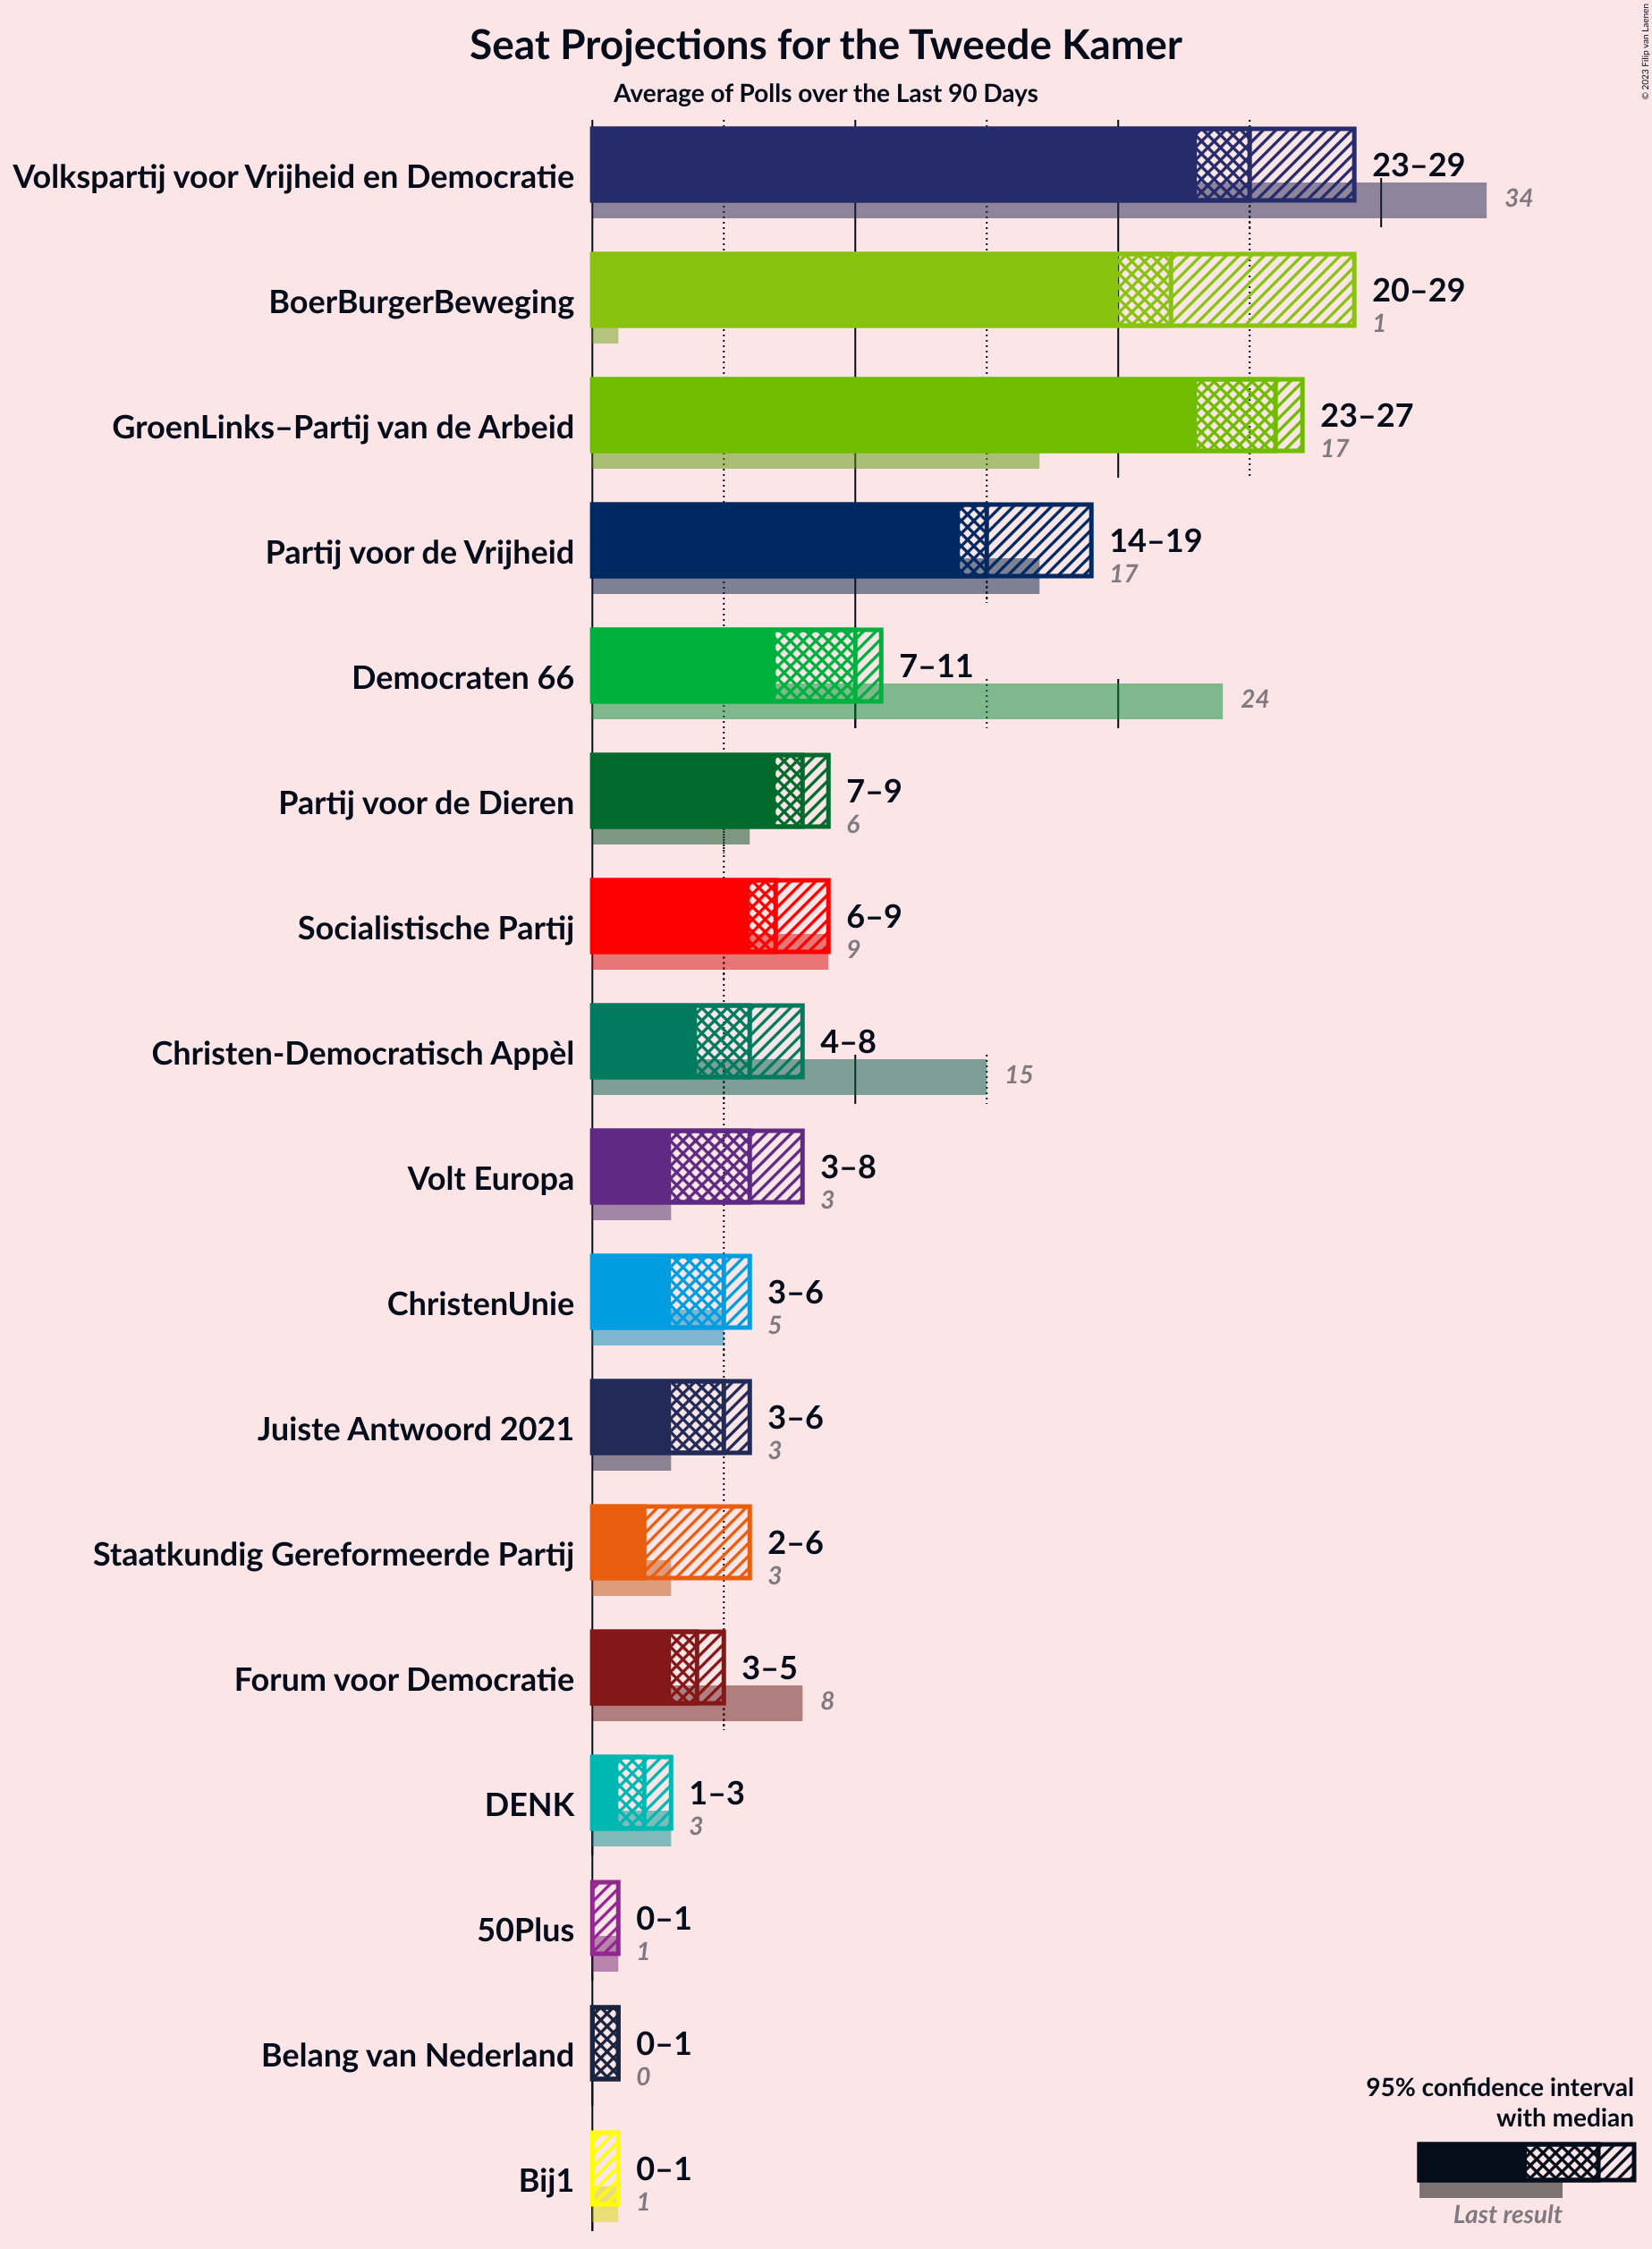 © 2023 Filip van Laenen
Seat Projections for the Tweede Kamer
Average of Polls over the Last 90 Days
Volkspartij voor Vrijheid en Democratie
23–29
34
BoerBurgerBeweging
20–29
1
GroenLinks–Partij van de Arbeid
23–27
17
Partij voor de Vrijheid
14–19
17
Democraten 66
7–11
24
Partij voor de Dieren
7–9
6
Socialistische Partij
6–9
9
Christen-Democratisch Appèl
4–8
15
Volt Europa
3–8
3
ChristenUnie
3–6
5
Juiste Antwoord 2021
3–6
3
Staatkundig Gereformeerde Partij
2–6
3
Forum voor Democratie
3–5
8
DENK
1–3
3
50Plus
0–1
1
Belang van Nederland
0–1
0
Bij1
0–1
1
95% confidence interval
with median
Last result